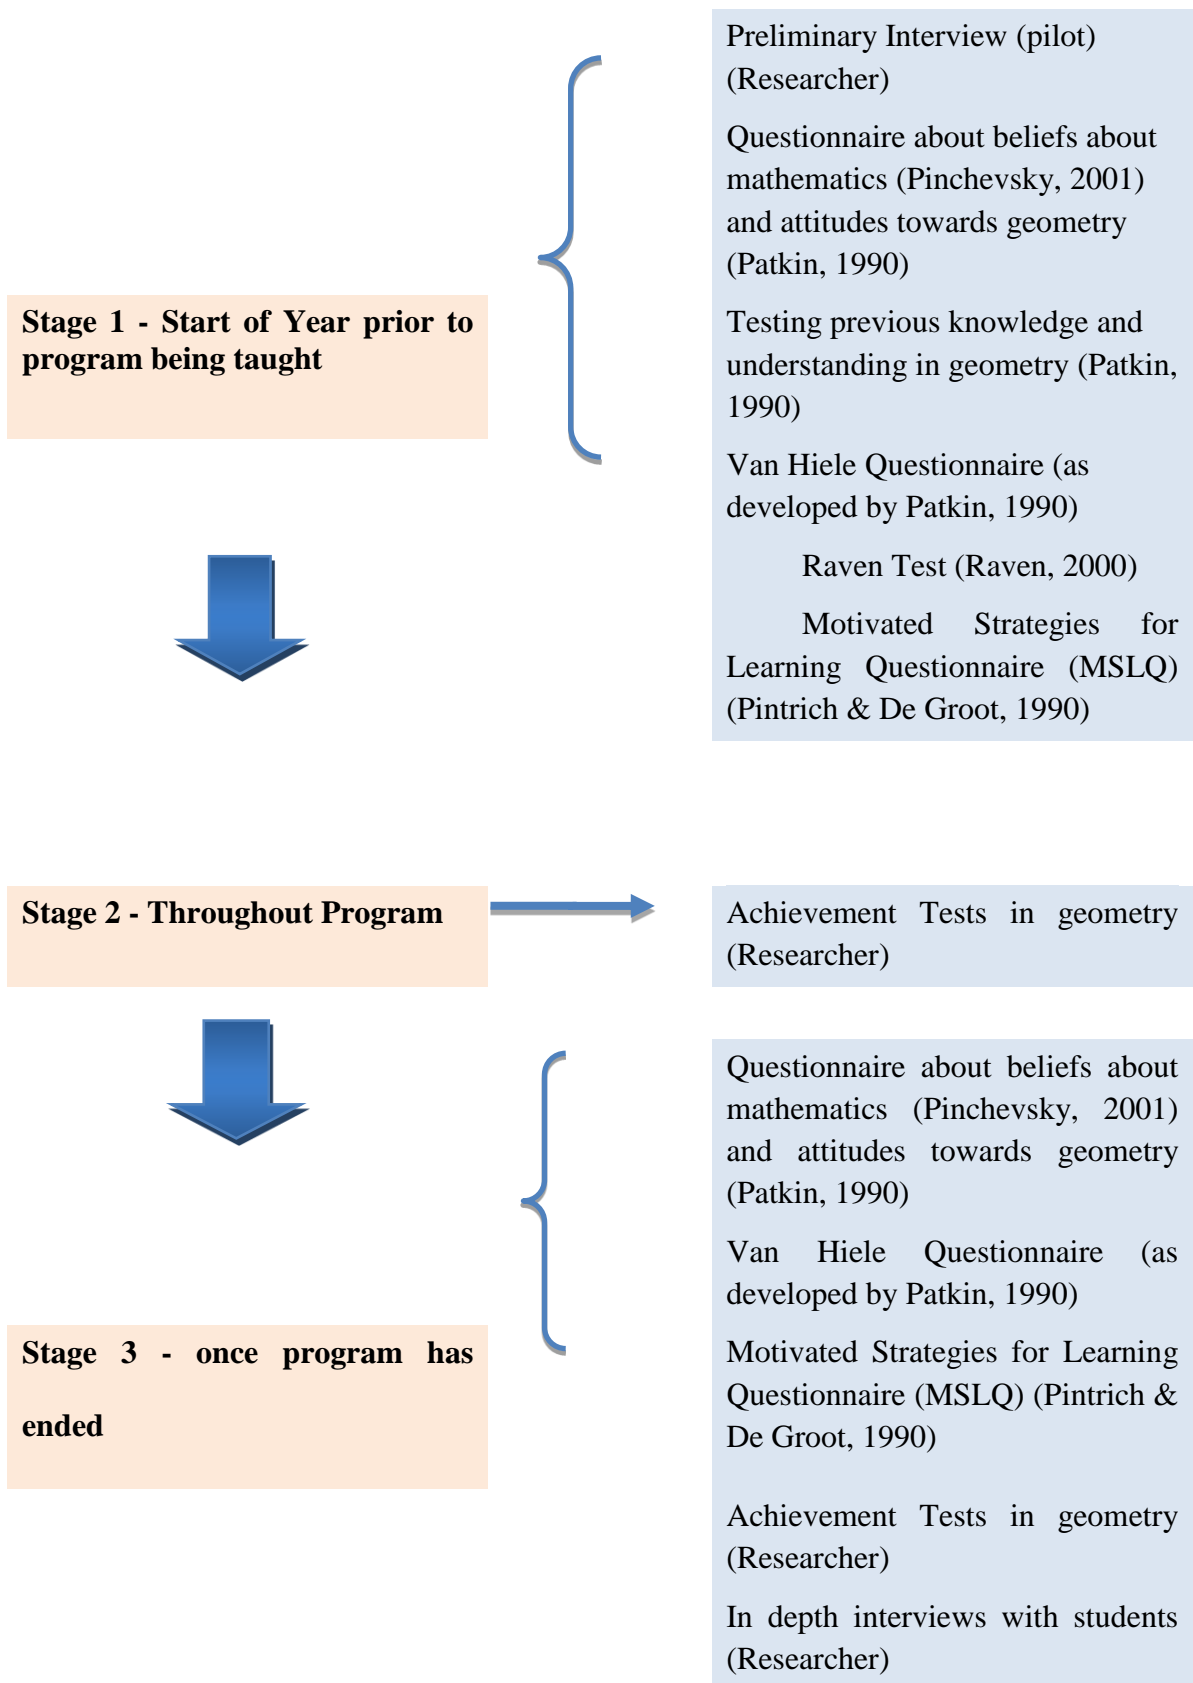 Preliminary Interview (pilot)
(Researcher)
Questionnaire about beliefs about
mathematics (Pinchevsky, 2001)
and attitudes towards geometry
(Patkin, 1990)
Testing previous knowledge and
understanding in geometry (Patkin,
1990)
Van Hiele Questionnaire (as
developed by Patkin, 1990)
Raven Test (Raven, 2000)
Motivated Strategies for
Learning Questionnaire (MSLQ)
(Pintrich & De Groot, 1990)
Stage 1 - Start of Year prior to
program being taught
Stage 2 - Throughout Program
Achievement Tests in geometry
(Researcher)
Questionnaire about beliefs about
mathematics (Pinchevsky, 2001)
and attitudes towards geometry
(Patkin, 1990)
Van Hiele Questionnaire (as
developed by Patkin, 1990)
Motivated Strategies for Learning
Questionnaire (MSLQ) (Pintrich &
De Groot, 1990)
Achievement Tests in geometry
(Researcher)
In depth interviews with students
(Researcher)
Stage 3 - once program has
ended